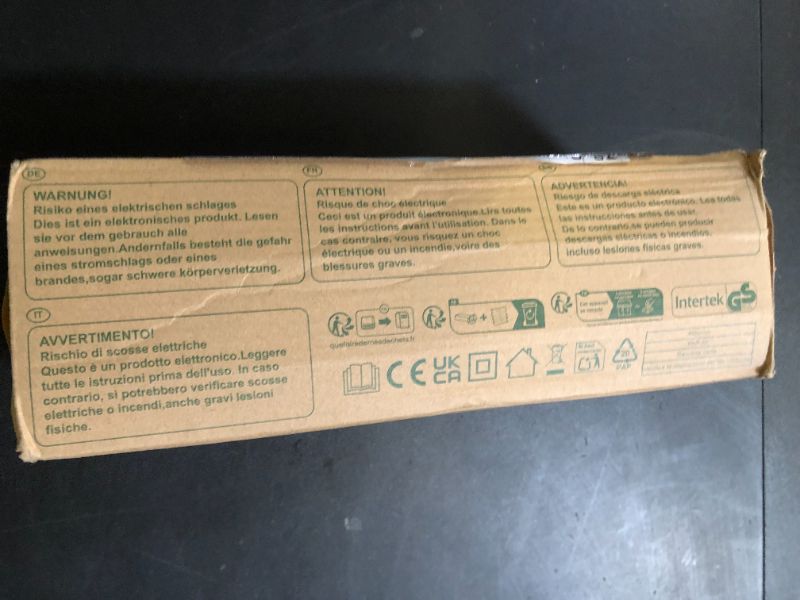 DE
WARNUNG!
Risiko eines elektrischen schlages
Dies ist ein elektronisches produkt. Lesen
sie vor dem gebrauch alle
anweisungen. Andernfalls besteht die gefahr
eines stromschlags oder eines
brandes,sogar schwere körperverletzung.
FR
ATTENTION!
Risque de choc électrique
Ceci est un produit électronique.Lire toutes
les instructions avant l'utilisation. Dans le
cas contraire, vous risquez un choc
électrique ou un incendie,voire des
blessures graves.
ADVERTENCIA!
Riesgo de descarga eléctrica
Este es un producto electrónico. Lea todas
las instrucciones antes de usar.
De lo contrario,se pueden producir
descargas eléctricas o incendios,
incluso lesiones físicas graves.
IT
AVVERTIMENTO!
Rischio di scosse elettriche
Questo è un prodotto elettronico.Leggere
tutte le istruzioni prima dell'uso. In caso
contrario, si potrebbero verificare scosse
elettriche o incendi,anche gravi lesioni
fisiche.
quefairedemesdechets.fr
FR
Intertek
GS
CE
UK
CA
20
PAP